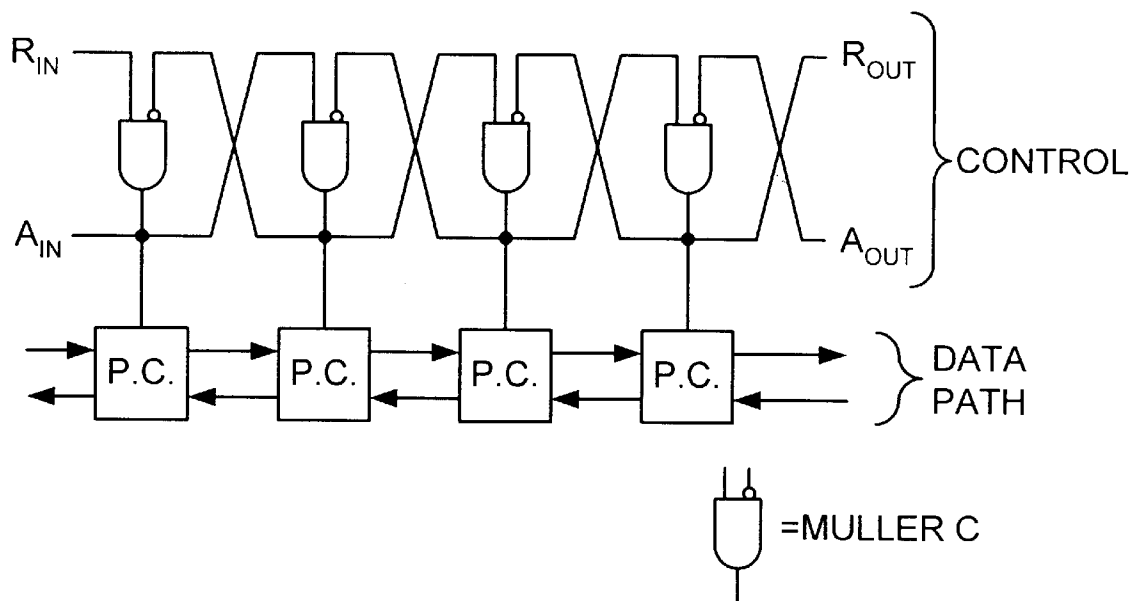 R_IN
R_OUT
CONTROL
A_IN
A_OUT
P.C. P.C. P.C. P.C.
DATA
PATH
=MULLER C